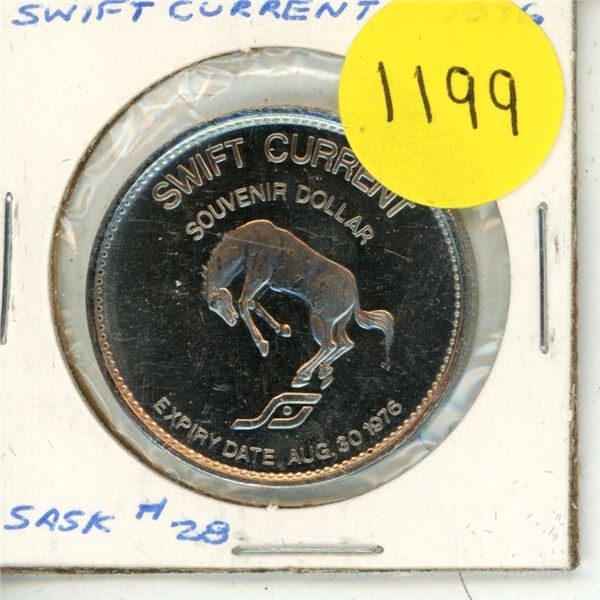 SWIFT CURRENT
1199
SWIFT CURRENT
SOUVENIR DOLLAR
EXPIRY DATE AUG. 30 1976
SASK # 28